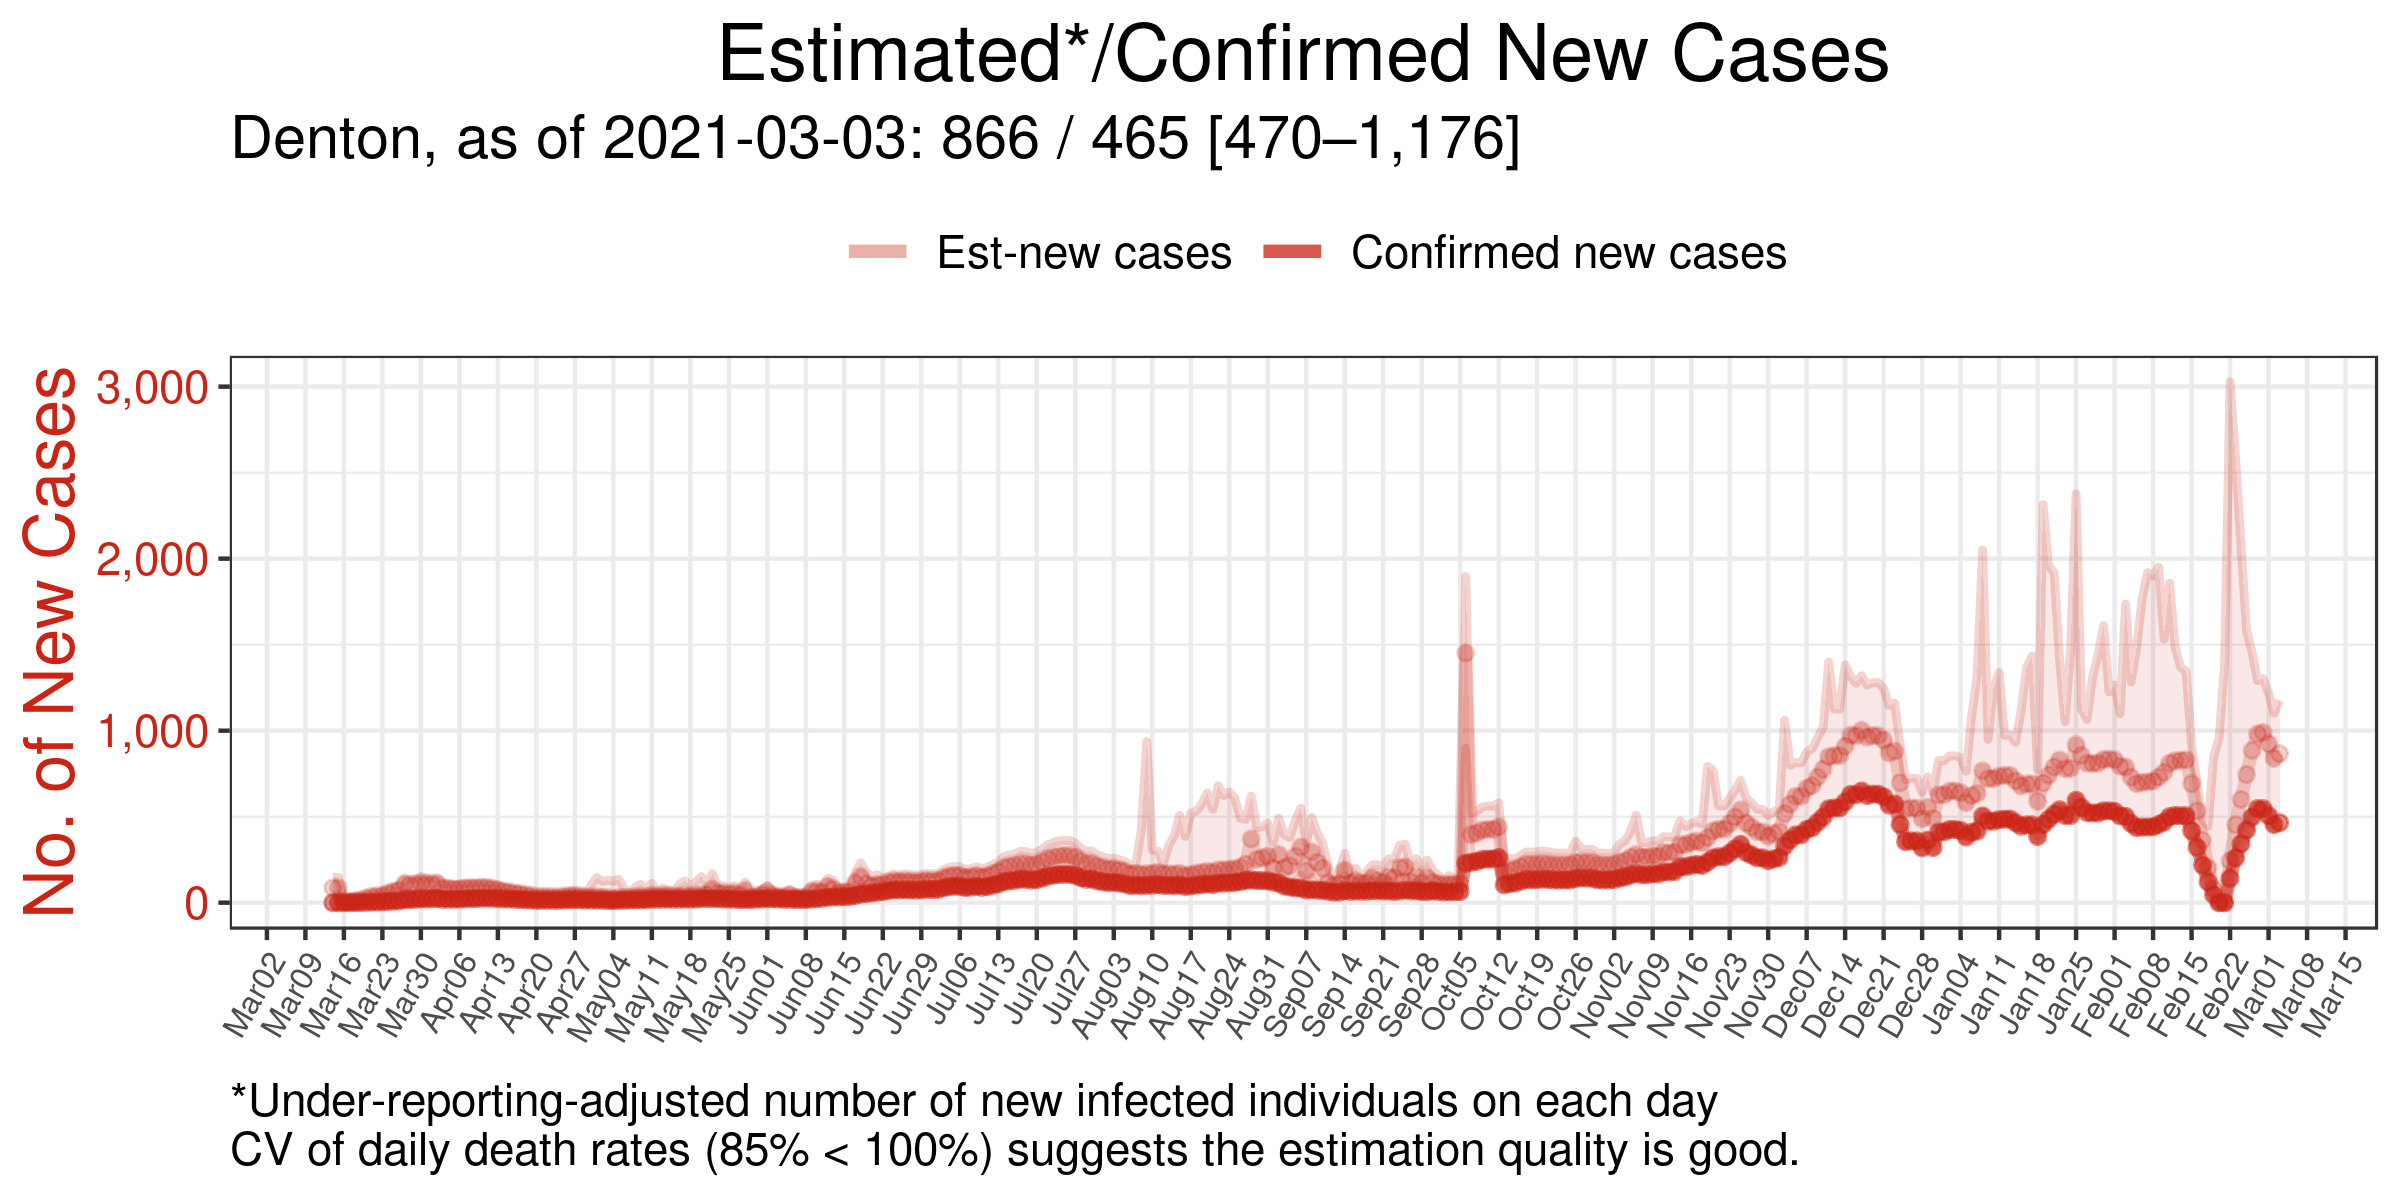 Estimated*/Confirmed New Cases
Denton, as of 2021-03-03: 866 / 465 [470–1,176]
Est-new cases
Confirmed new cases
No. of New Cases
3,000
2,000
1,000
0
Mar02
Mar09
Mar16
Mar23
Mar30
Apr06
Apr13
Apr20
Apr27
May04
May11
May18
May25
Jun01
Jun08
Jun15
Jun22
Jun29
Jul06
Jul13
Jul20
Jul27
Aug03
Aug10
Aug17
Aug24
Aug31
Sep07
Sep14
Sep21
Sep28
Oct05
Oct12
Oct19
Oct26
Nov02
Nov09
Nov16
Nov23
Nov30
Dec07
Dec14
Dec21
Dec28
Jan04
Jan11
Jan18
Jan25
Feb01
Feb08
Feb15
Feb22
Mar01
Mar08
Mar15
*Under-reporting-adjusted number of new infected individuals on each day
CV of daily death rates (85% < 100%) suggests the estimation quality is good.